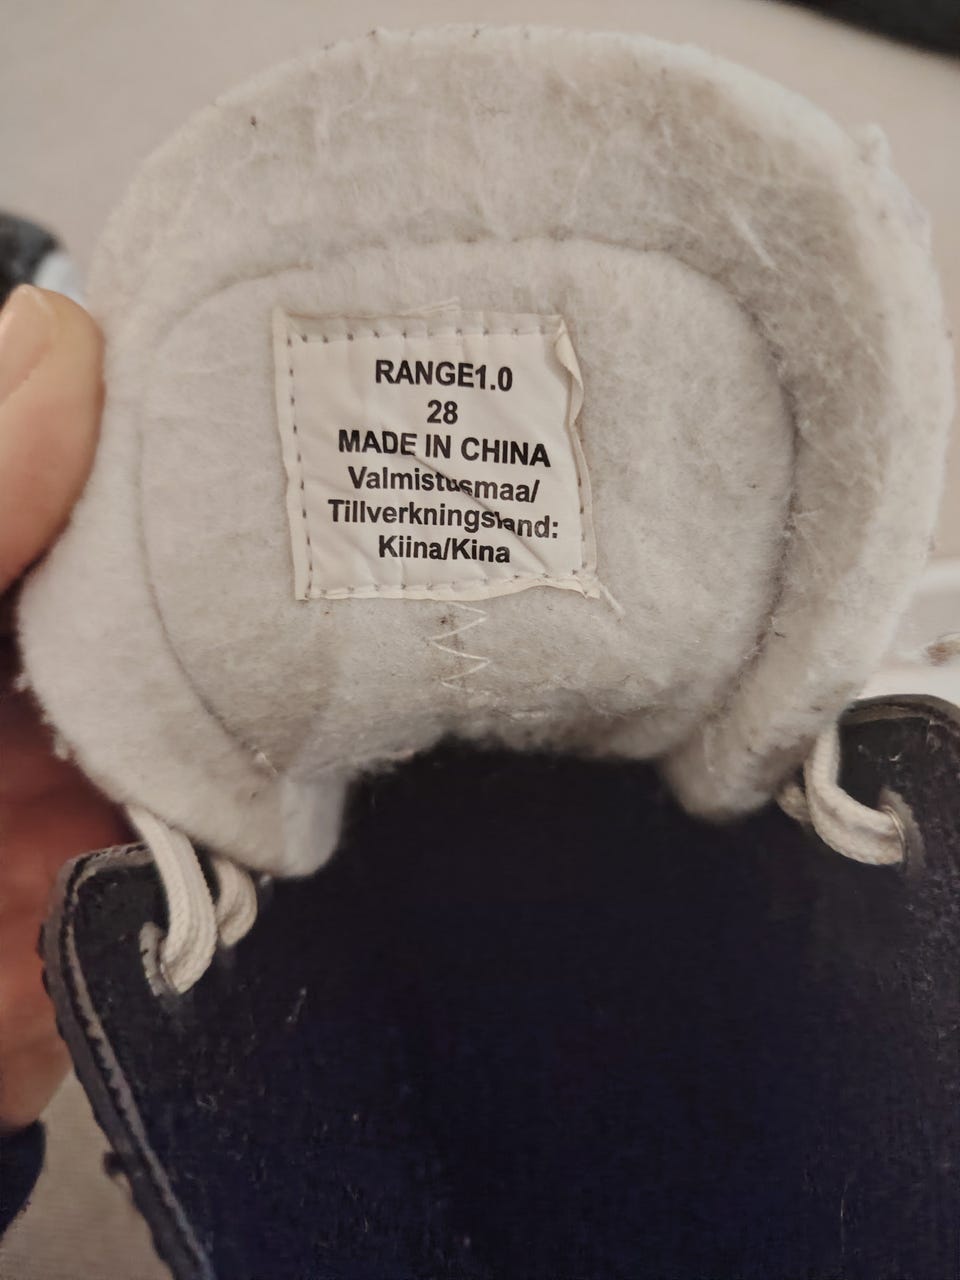 RANGE1.0
28
MADE IN CHINA
Valmistusmaa/
Tillverkningsland:
Kiina/Kina